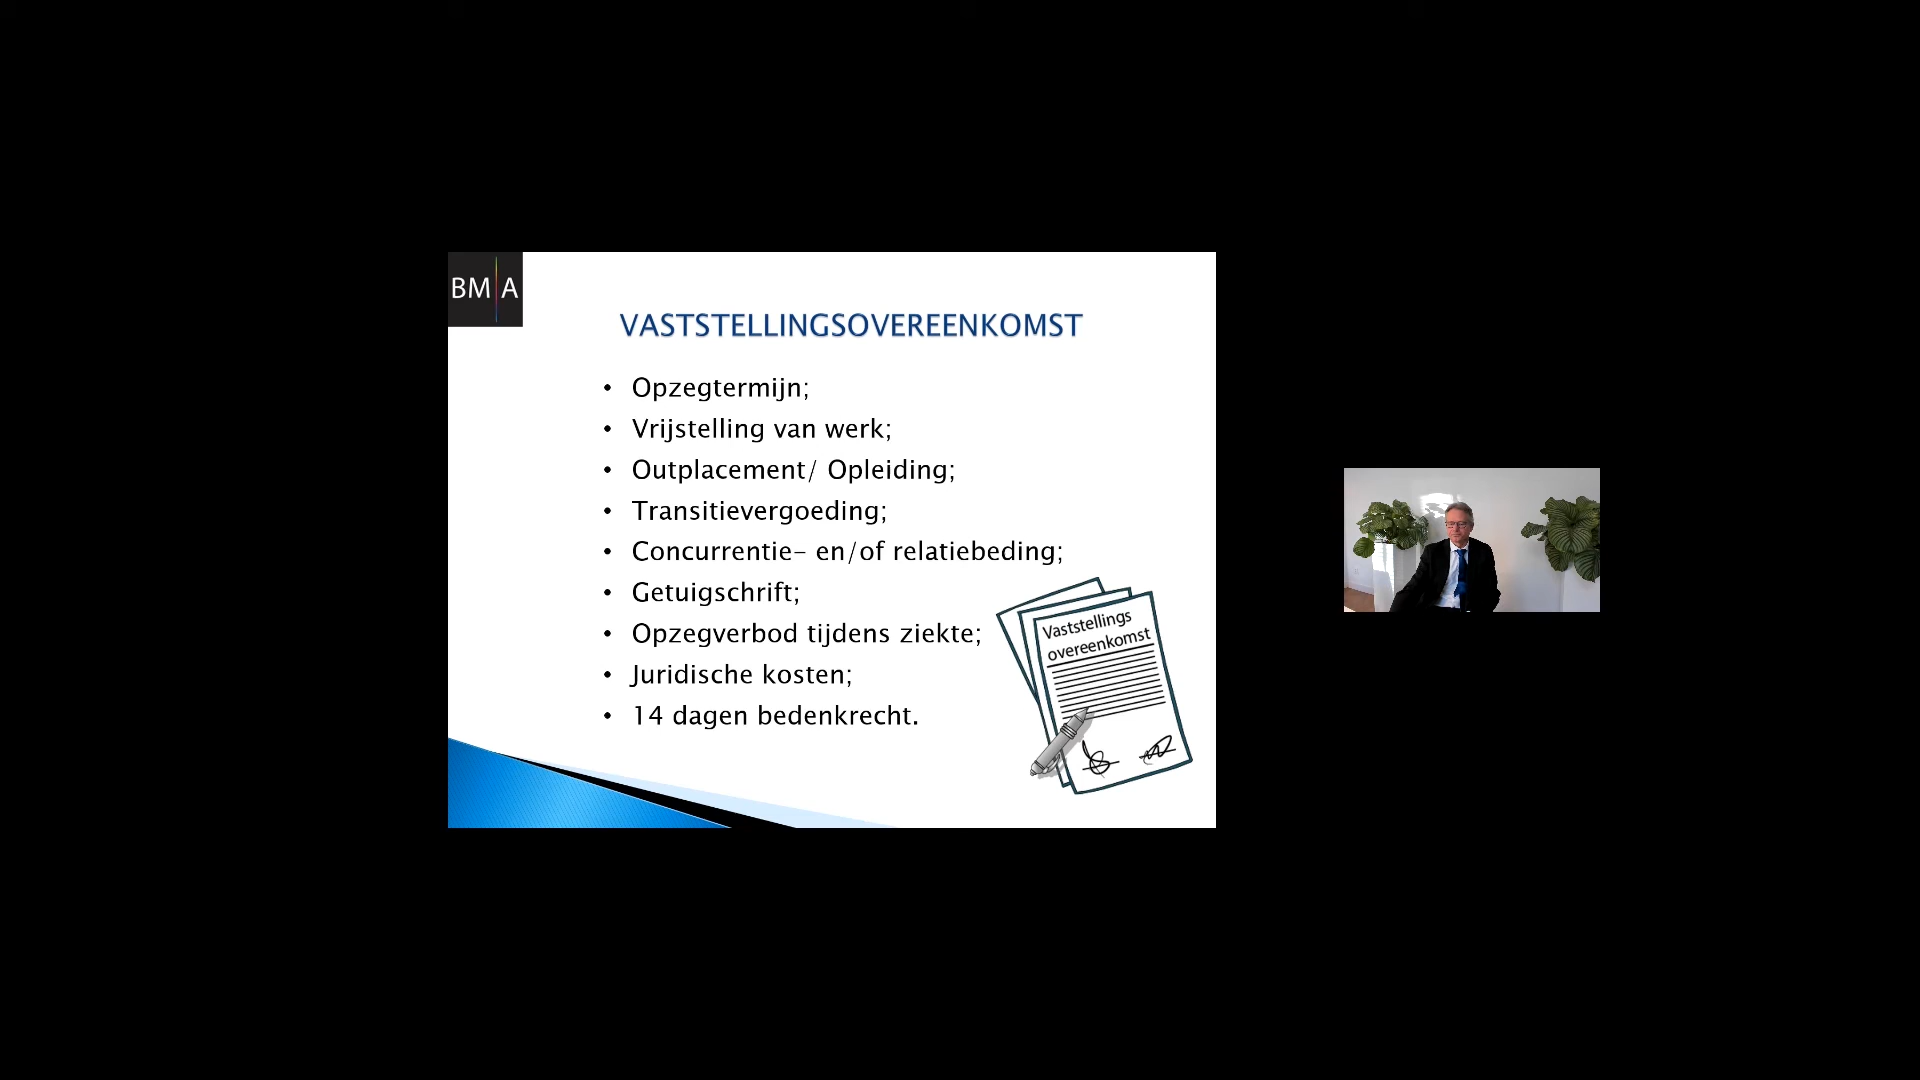 BM|A
VASTSTELLINGSOVEREENKOMST
• Opzegtermijn;
• Vrijstelling van werk;
• Outplacement/ Opleiding;
• Transitievergoeding;
• Concurrentie- en/of relatiebeding;
• Getuigschrift;
• Opzegverbod tijdens ziekte;
• Juridische kosten;
• 14 dagen bedenkrecht.
Vaststellings
overeenkomst